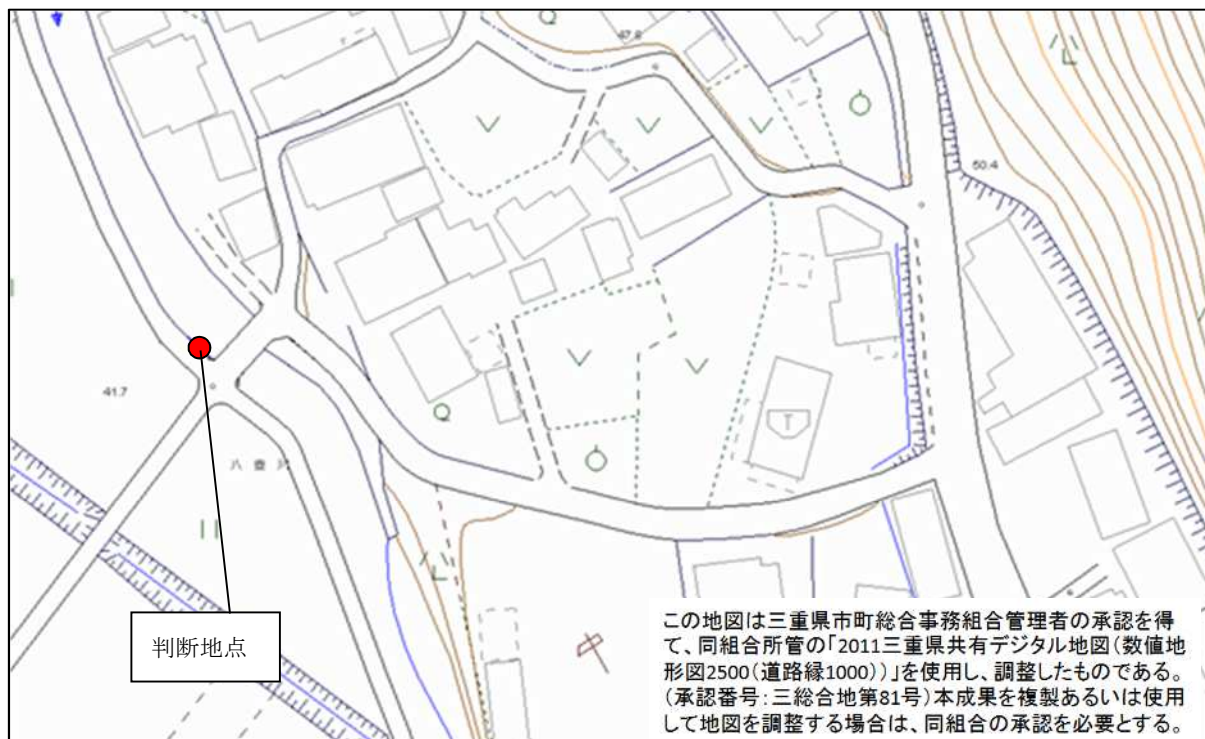 47.8
50.4
41.7
判断地点
この地図は三重県市町総合事務組合管理者の承認を得
て、同組合所管の「2011三重県共有デジタル地図(数値地
形図2500(道路縁1000))」を使用し、調整したものである。
(承認番号:三総合地第81号)本成果を複製あるいは使用
して地図を調整する場合は、同組合の承認を必要とする。